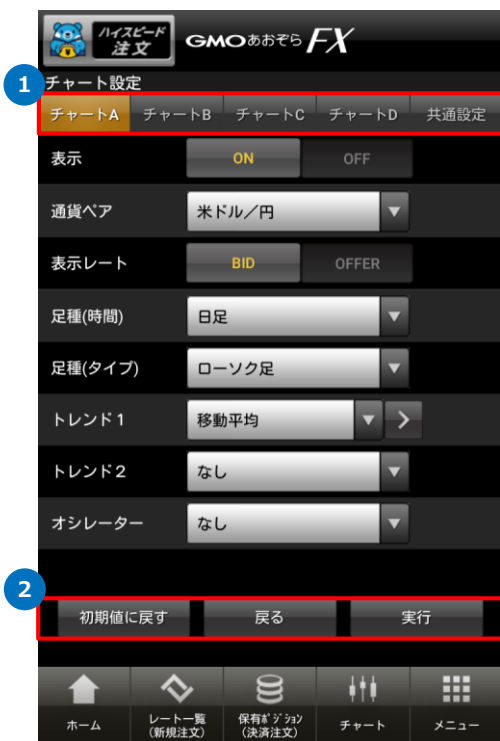 ハイスピード
注文
GMOあおぞらFX
1
チャート設定
チャートA チャートB チャートC チャートD 共通設定
表示 ON OFF
通貨ペア 米ドル／円
表示レート BID OFFER
足種(時間) 日足
足種(タイプ) ローソク足
トレンド1 移動平均
トレンド2 なし
オシレーター なし
2
初期値に戻す 戻る 実行
ホーム レート一覧 保有ﾎﾟｼﾞｼｮﾝ チャート メニュー
(新規注文) (決済注文)